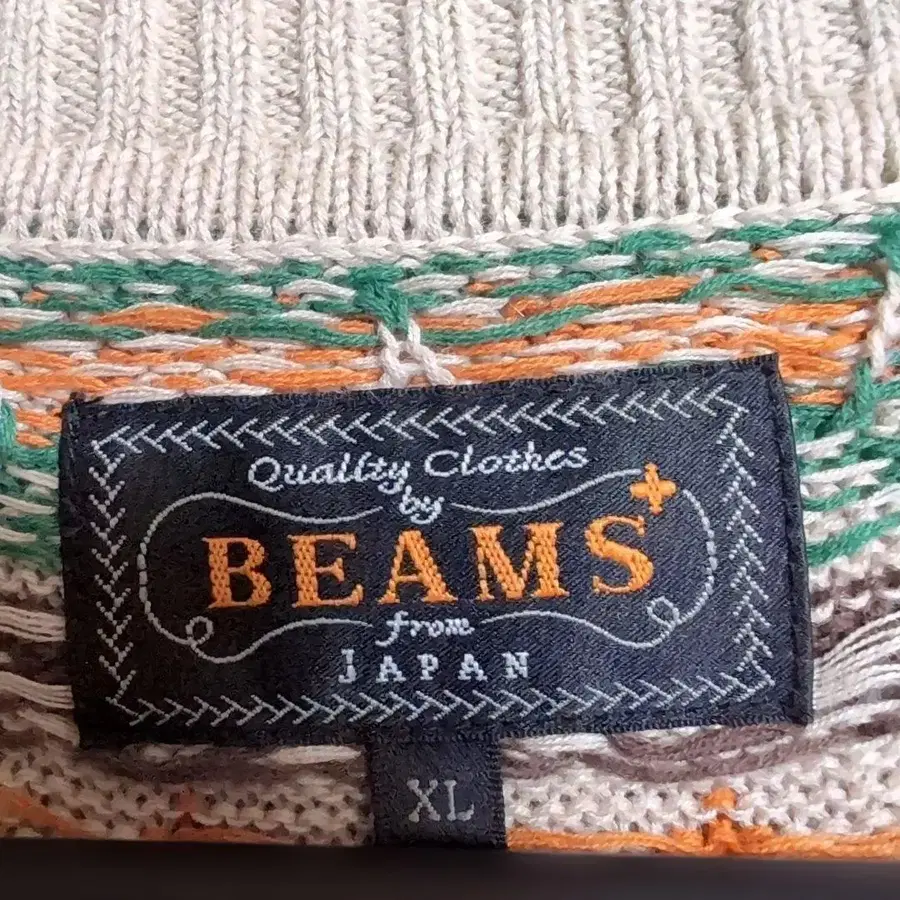 Quality Clothes
by
BEAMS+
from
JAPAN
XL